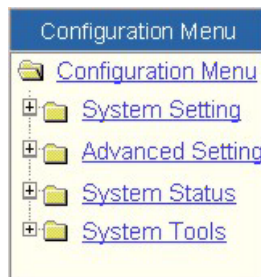 Configuration Menu
Configuration Menu
System Setting
Advanced Setting
System Status
System Tools